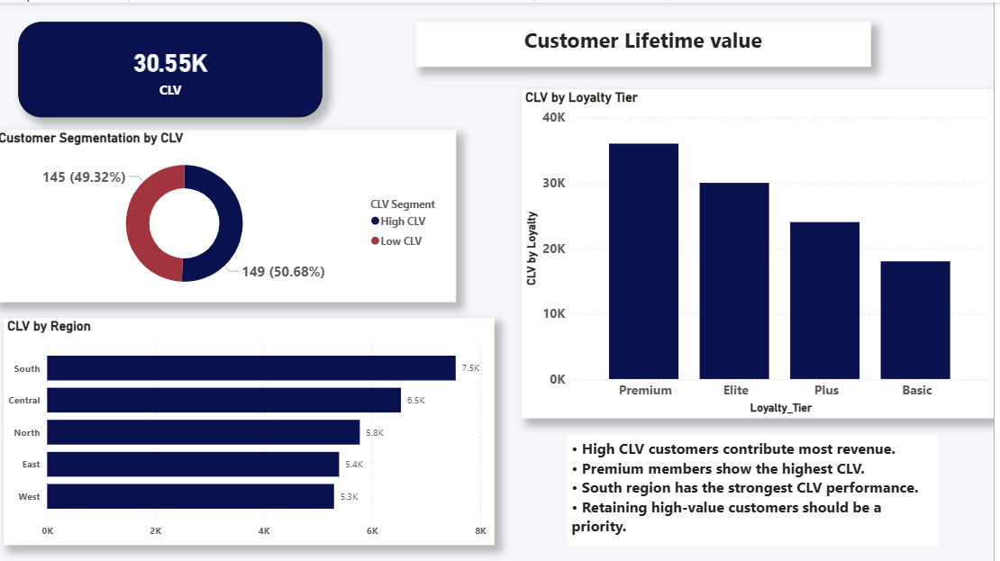 30.55K
CLV
Customer Lifetime value
Customer Segmentation by CLV
145 (49.32%)
149 (50.68%)
CLV Segment
High CLV
Low CLV
CLV by Region
South
7.5K
Central
6.5K
North
5.8K
East
5.4K
West
5.3K
0K
2K
4K
6K
8K
CLV by Loyalty Tier
CLV by Loyalty
40K
30K
20K
10K
0K
Premium
Elite
Plus
Basic
Loyalty_Tier
• High CLV customers contribute most revenue.
• Premium members show the highest CLV.
• South region has the strongest CLV performance.
• Retaining high-value customers should be a
priority.